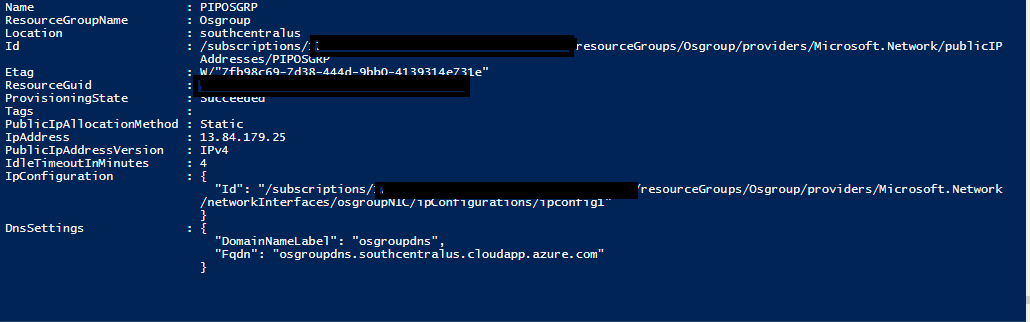 Name : PIPOSGRP
ResourceGroupName : Osgroup
Location : southcentralus
Id : /subscriptions/ resourceGroups/Osgroup/providers/Microsoft.Network/publicIP
Addresses/PIPOSGRP
Etag : W/"7fb98c69-7d38-444d-9bb0-4139314e731e"
ResourceGuid :
ProvisioningState : Succeeded
Tags :
PublicIpAllocationMethod : Static
IpAddress : 13.84.179.25
PublicIpAddressVersion : IPv4
IdleTimeoutInMinutes : 4
IpConfiguration : {
"Id": "/subscriptions/ /resourceGroups/Osgroup/providers/Microsoft.Network
/networkInterfaces/osgroupNIC/ipConfigurations/ipconfig1"
}
DnsSettings : {
"DomainNameLabel": "osgroupdns",
"Fqdn": "osgroupdns.southcentralus.cloudapp.azure.com"
}